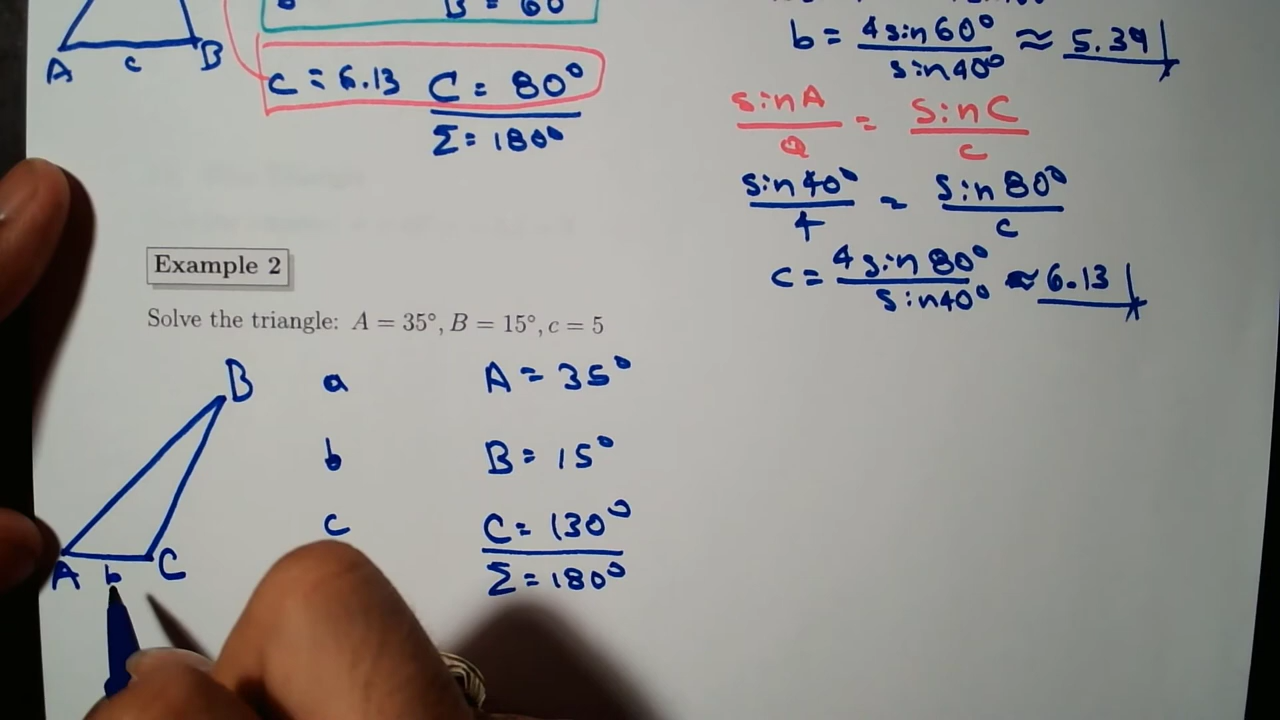 B = 60
A c B
c = 6.13 C = 80°
Σ = 180°
b = 4 sin 60° / sin 40° ≈ 5.39
sin A / a = sin C / c
sin 40° / 4 = sin 80° / c
c = 4 sin 80° / sin 40° ≈ 6.13
Example 2
Solve the triangle: A = 35°, B = 15°, c = 5
B
A b C
a A = 35°
b B = 15°
c C = 130°
Σ = 180°